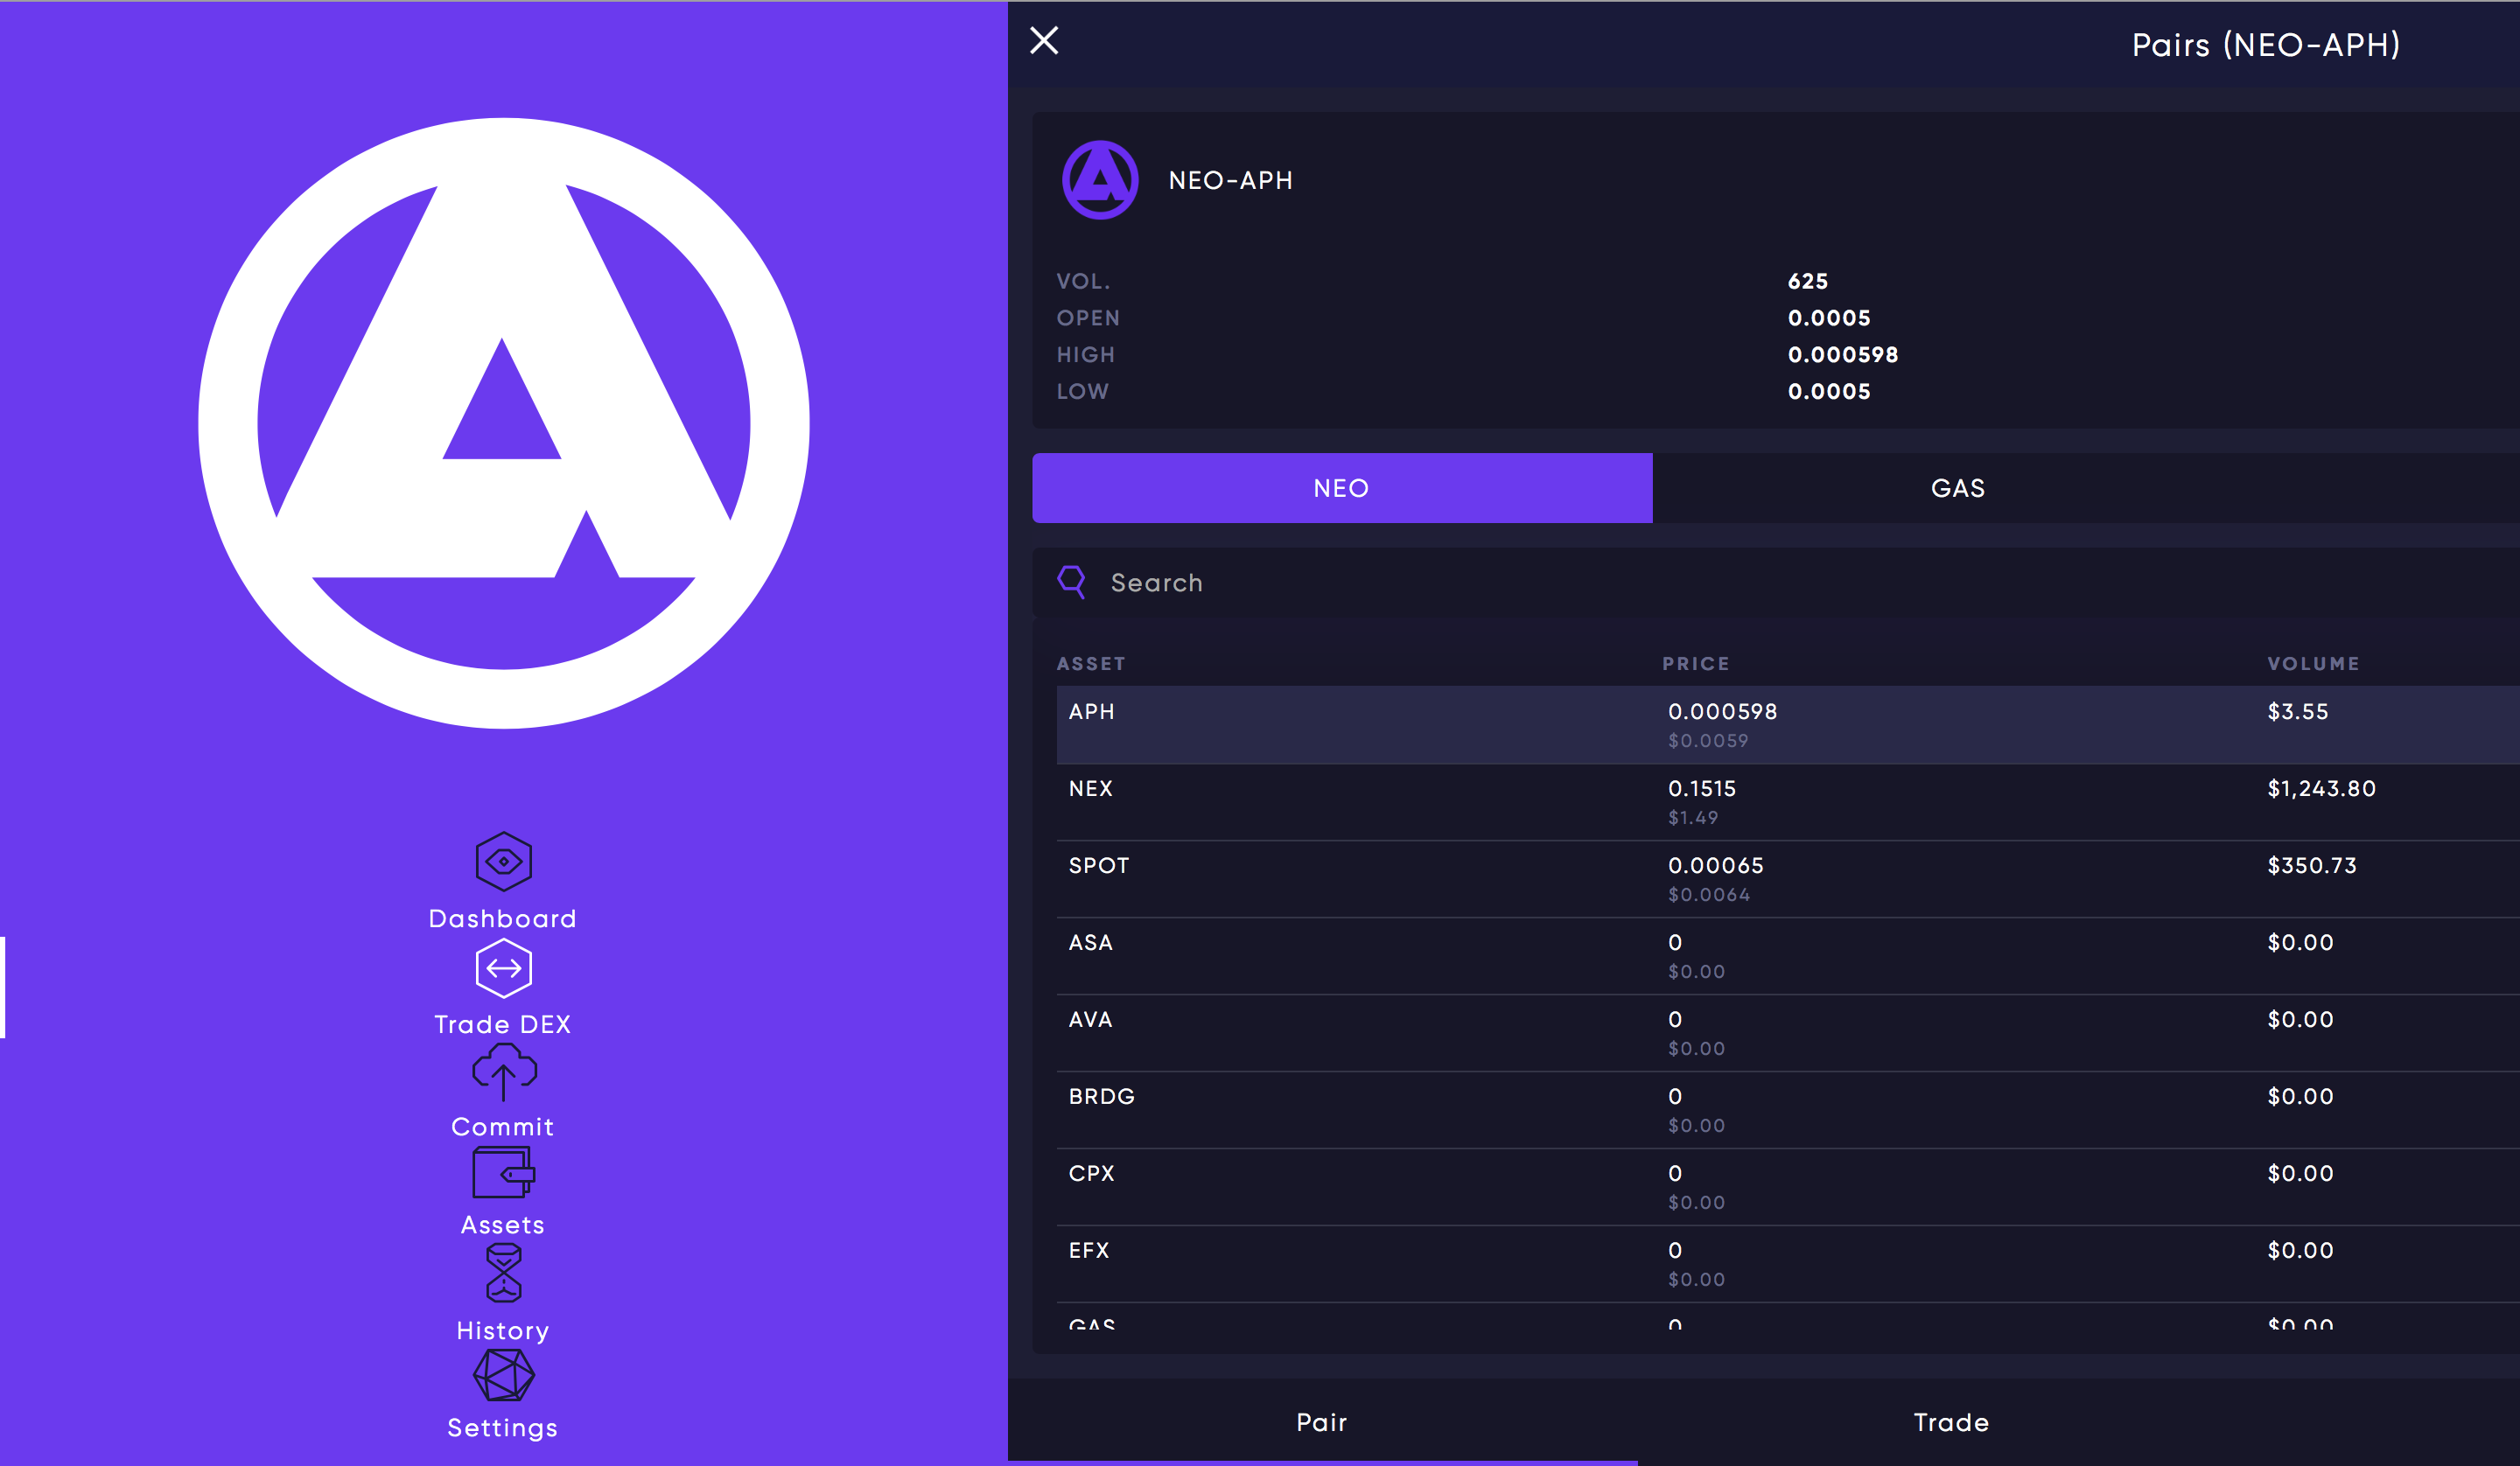 Dashboard
Trade DEX
Commit
Assets
History
Settings
Pairs (NEO-APH)
NEO-APH
VOL. 625
OPEN 0.0005
HIGH 0.000598
LOW 0.0005
NEO GAS
Search
ASSET PRICE VOLUME
APH 0.000598 $3.55
$0.0059
NEX 0.1515 $1,243.80
$1.49
SPOT 0.00065 $350.73
$0.0064
ASA 0 $0.00
$0.00
AVA 0 $0.00
$0.00
BRDG 0 $0.00
$0.00
CPX 0 $0.00
$0.00
EFX 0 $0.00
$0.00
GAS 0 $0.00
Pair Trade